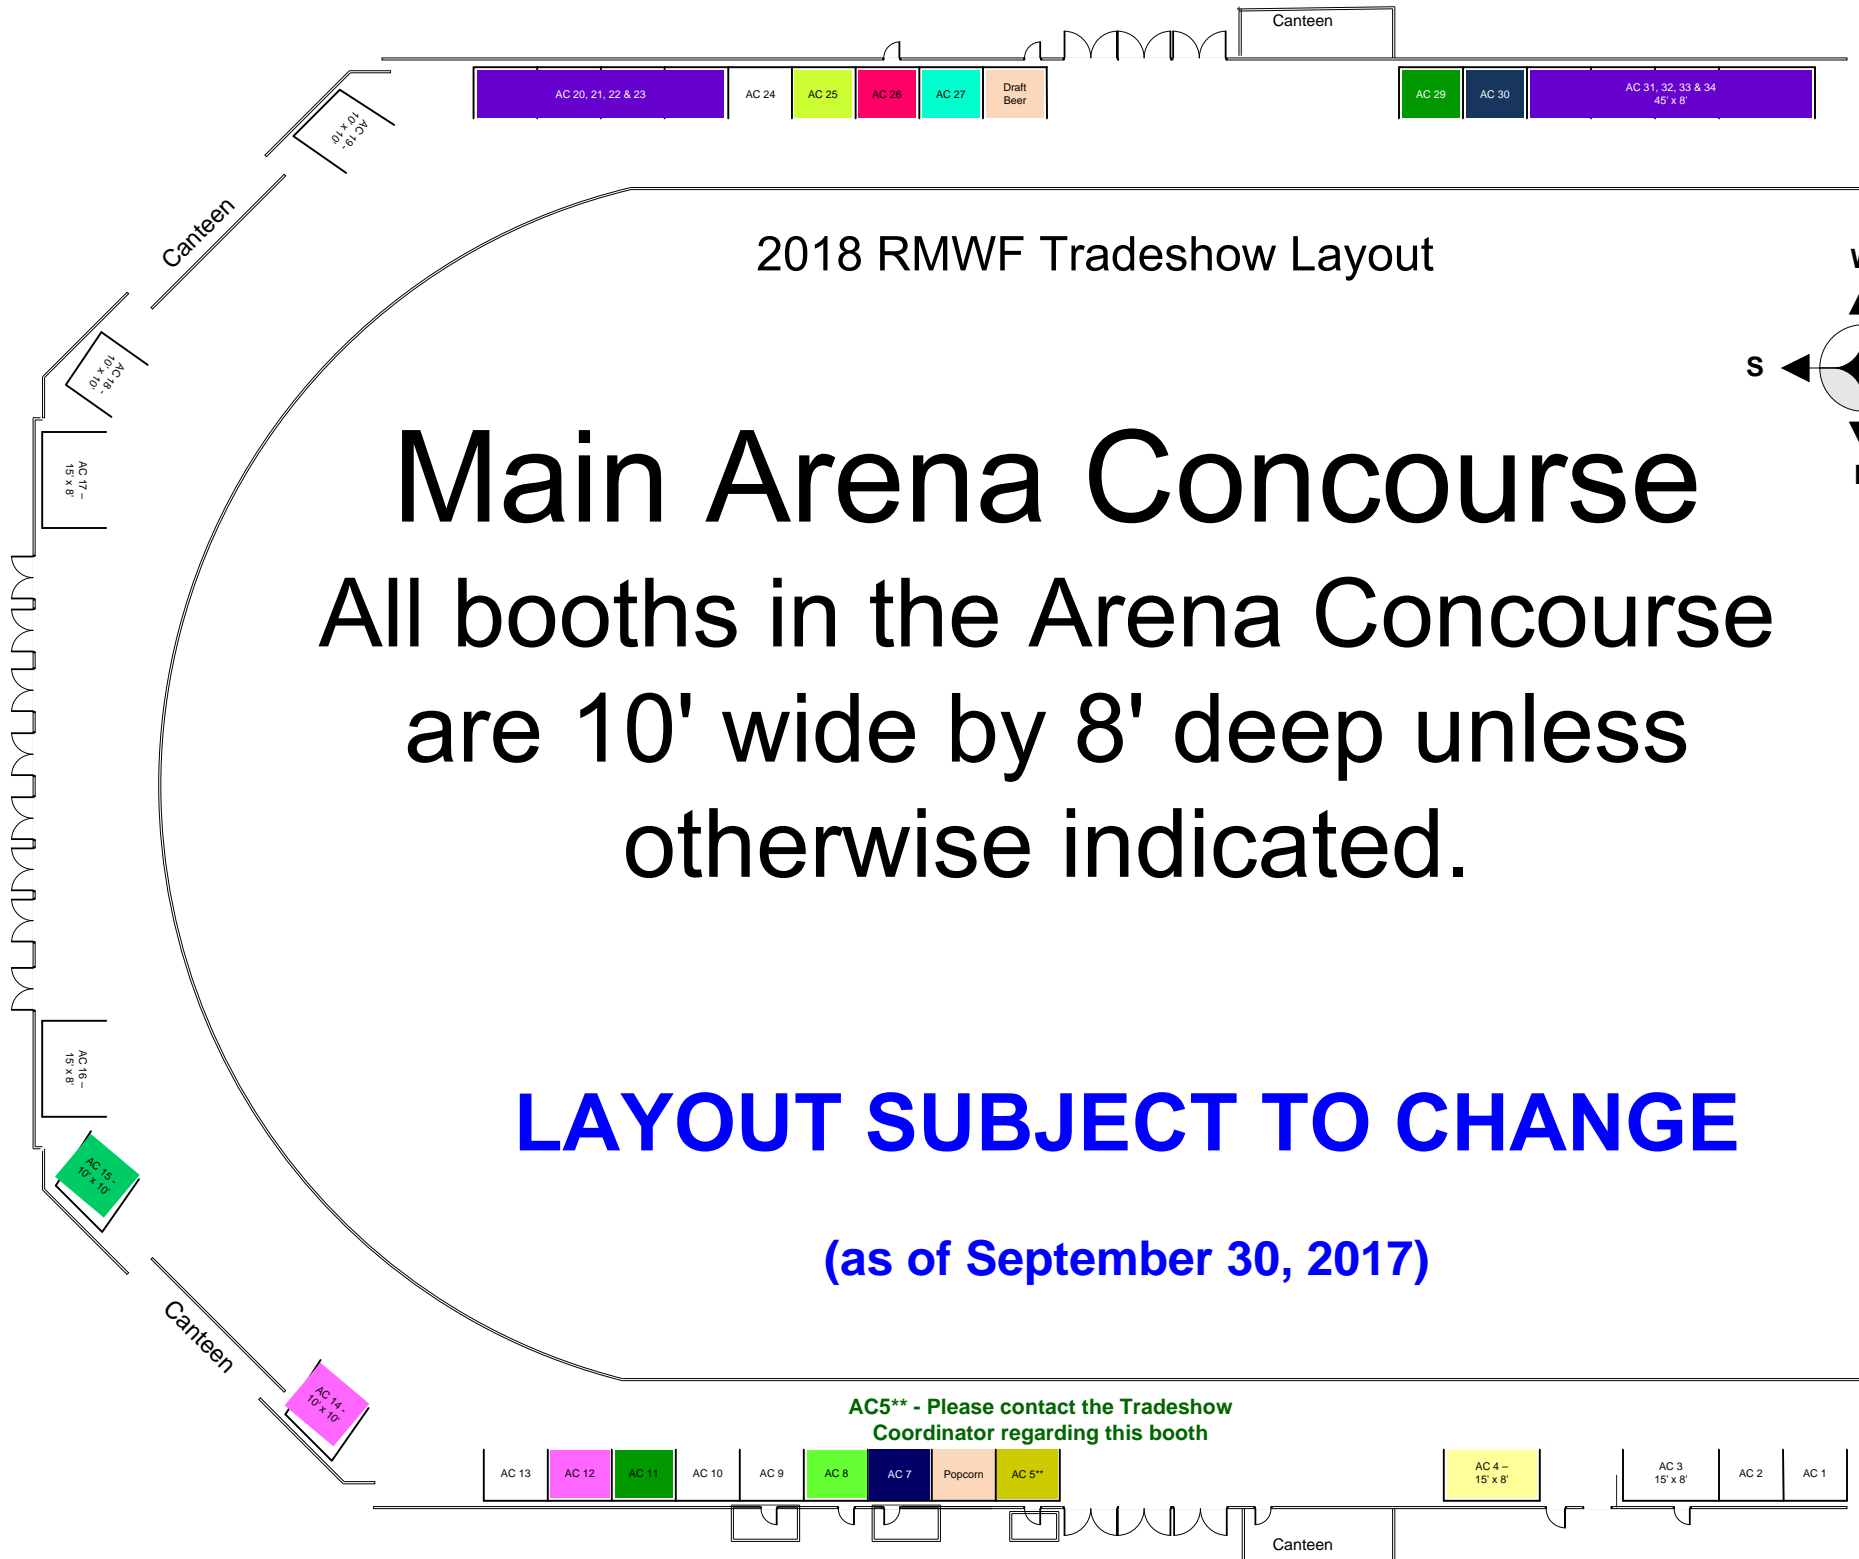 Canteen
AC 20, 21, 22 & 23
AC 24
AC 25
AC 26
AC 27
Draft
Beer
AC 29
AC 30
AC 31, 32, 33 & 34
45' x 8'
AC 19 -
10' x 10'
Canteen
2018 RMWF Tradeshow Layout
S
AC 18 -
10' x 10'
Main Arena Concourse
AC 17 –
15' x 8'
All booths in the Arena Concourse
are 10' wide by 8' deep unless
otherwise indicated.
AC 16 –
15' x 8'
LAYOUT SUBJECT TO CHANGE
AC 15 -
10' x 10'
(as of September 30, 2017)
Canteen
AC 14 -
10' x 10'
AC5** - Please contact the Tradeshow
Coordinator regarding this booth
AC 13
AC 12
AC 11
AC 10
AC 9
AC 8
AC 7
Popcorn
AC 5**
AC 4 –
15' x 8'
AC 3
15' x 8'
AC 2
AC 1
Canteen